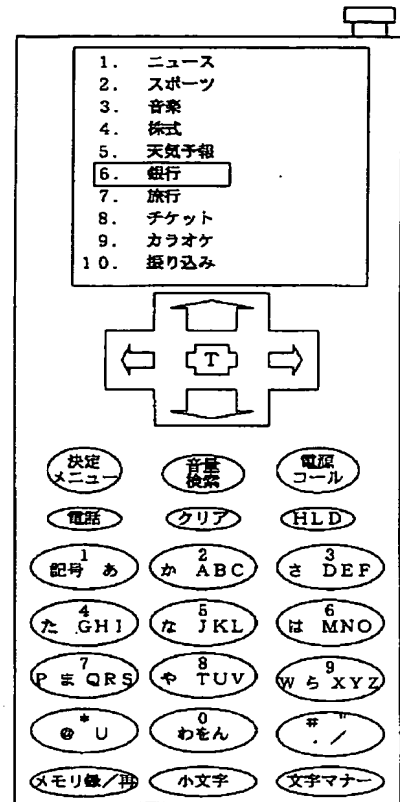 1. ニュース
2. スポーツ
3. 音楽
4. 株式
5. 天気予報
6. 銀行
7. 旅行
8. チケット
9. カラオケ
10.振り込み
T
決定 音量 電源
メニュー 検索 コール
電話 クリア HLD
1 2 3
記号 あ か ABC さ DEF
4 5 6
た GHI な JKL は MNO
7 8 9
P ま QRS や TUV W ら XYZ
* 0 # "
@ U わをん . /
メモリ録/再 小文字 文字マナー